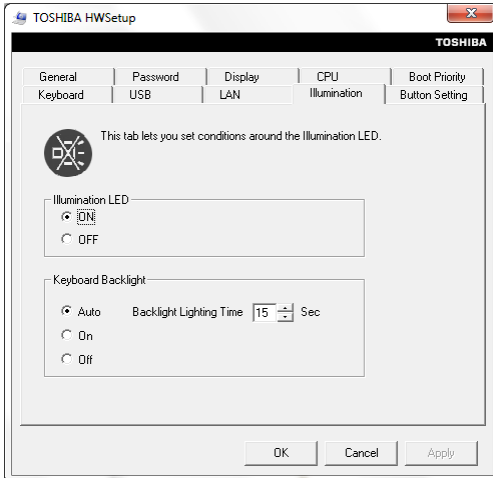 TOSHIBA HWSetup
TOSHIBA
General Password Display CPU Boot Priority
Keyboard USB LAN Illumination Button Setting
This tab lets you set conditions around the Illumination LED.
Illumination LED
ON
OFF
Keyboard Backlight
Auto Backlight Lighting Time 15 Sec
On
Off
OK Cancel Apply